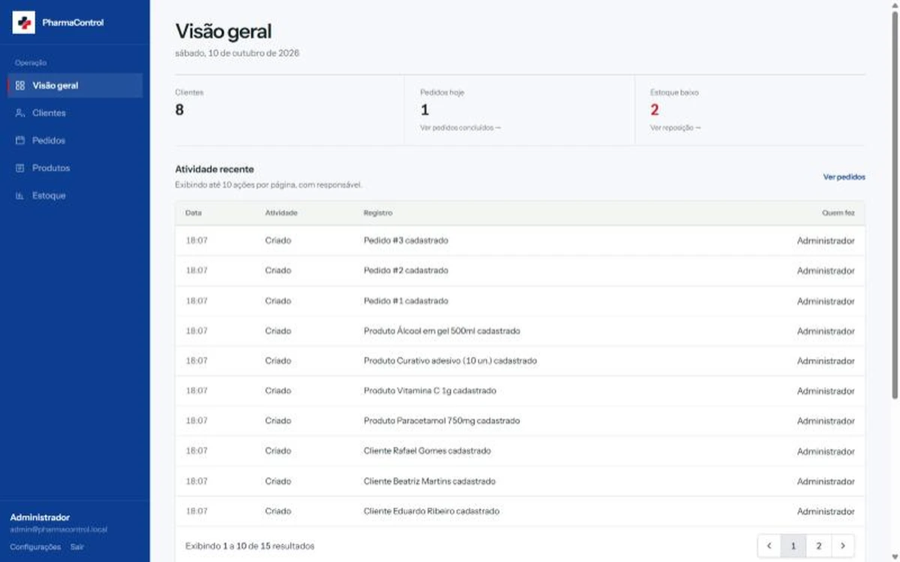 PharmaControl
Operação
Visão geral
Clientes
Pedidos
Produtos
Estoque
Administrador
admin@pharmacontrol.local
Configurações Sair
Visão geral
sábado, 10 de outubro de 2026
Clientes
8
Pedidos hoje
1
Ver pedidos concluídos →
Estoque baixo
2
Ver reposição →
Atividade recente
Exibindo até 10 ações por página, com responsável.
Ver pedidos
Data Atividade Registro Quem fez
18:07 Criado Pedido #3 cadastrado Administrador
18:07 Criado Pedido #2 cadastrado Administrador
18:07 Criado Pedido #1 cadastrado Administrador
18:07 Criado Produto Álcool em gel 500ml cadastrado Administrador
18:07 Criado Produto Curativo adesivo (10 un.) cadastrado Administrador
18:07 Criado Produto Vitamina C 1g cadastrado Administrador
18:07 Criado Produto Paracetamol 750mg cadastrado Administrador
18:07 Criado Cliente Rafael Gomes cadastrado Administrador
18:07 Criado Cliente Beatriz Martins cadastrado Administrador
18:07 Criado Cliente Eduardo Ribeiro cadastrado Administrador
Exibindo 1 a 10 de 15 resultados
1 2